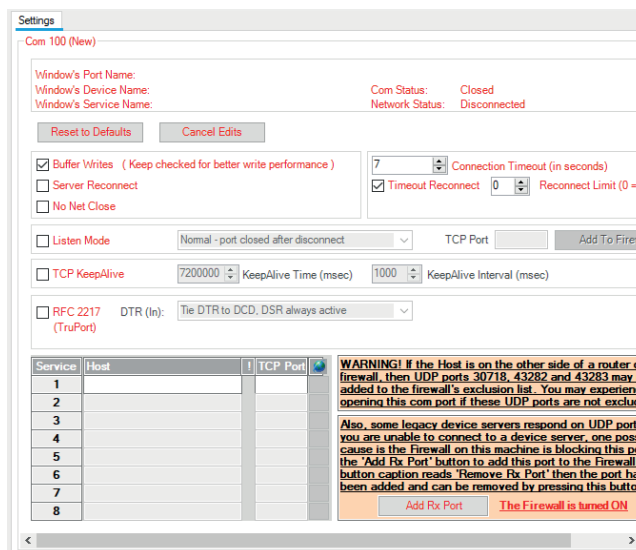 Settings
Com 100 (New)
Window's Port Name:
Window's Device Name: Com Status: Closed
Window's Service Name: Network Status: Disconnected
Reset to Defaults Cancel Edits
Buffer Writes ( Keep checked for better write performance ) 7 Connection Timeout (in seconds)
Server Reconnect Timeout Reconnect 0 Reconnect Limit (0 =
No Net Close
Listen Mode Normal - port closed after disconnect TCP Port Add To Fire
TCP KeepAlive 7200000 KeepAlive Time (msec) 1000 KeepAlive Interval (msec)
RFC 2217 DTR (In): Tie DTR to DCD, DSR always active
(TruPort)
Service Host ! TCP Port
1
2
3
4
5
6
7
8
WARNING! If the Host is on the other side of a router
firewall, then UDP ports 30718, 43282 and 43283 may
added to the firewall's exclusion list. You may experien
opening this com port if these UDP ports are not exclu
Also, some legacy device servers respond on UDP port
you are unable to connect to a device server, one pos
cause is the Firewall on this machine is blocking this po
the 'Add Rx Port' button to add this port to the Firewall
button caption reads 'Remove Rx Port' then the port ha
been added and can be removed by pressing this butto
Add Rx Port The Firewall is turned ON